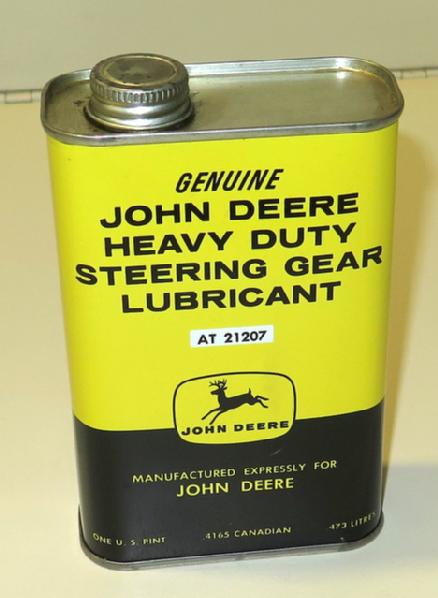 GENUINE
JOHN DEERE
HEAVY DUTY
STEERING GEAR
LUBRICANT
AT 21207
JOHN DEERE
MANUFACTURED EXPRESSLY FOR
JOHN DEERE
ONE U. S. PINT .4165 CANADIAN .473 LITRES